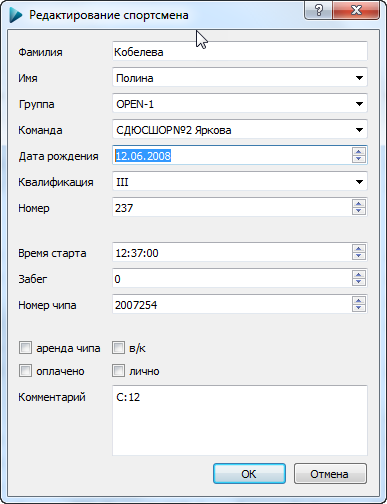 Редактирование спортсмена
Фамилия Кобелева
Имя Полина
Группа OPEN-1
Команда СДЮСШОР№2 Яркова
Дата рождения 12.06.2008
Квалификация III
Номер 237
Время старта 12:37:00
Забег 0
Номер чипа 2007254
аренда чипа в/к
оплачено лично
Комментарий C:12
OK Отмена